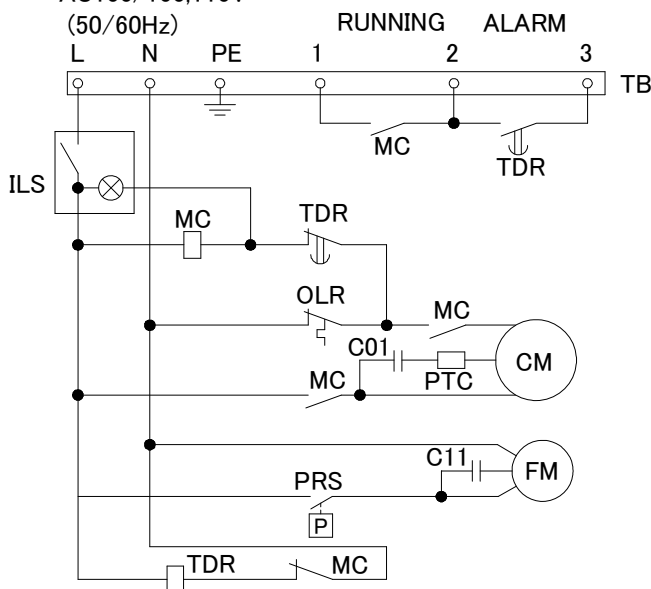 (50/60Hz) RUNNING ALARM
L N PE 1 2 3
TB
MC
TDR
ILS
MC TDR
OLR
MC
C01
CM
MC PTC
C11
FM
PRS
P
TDR MC